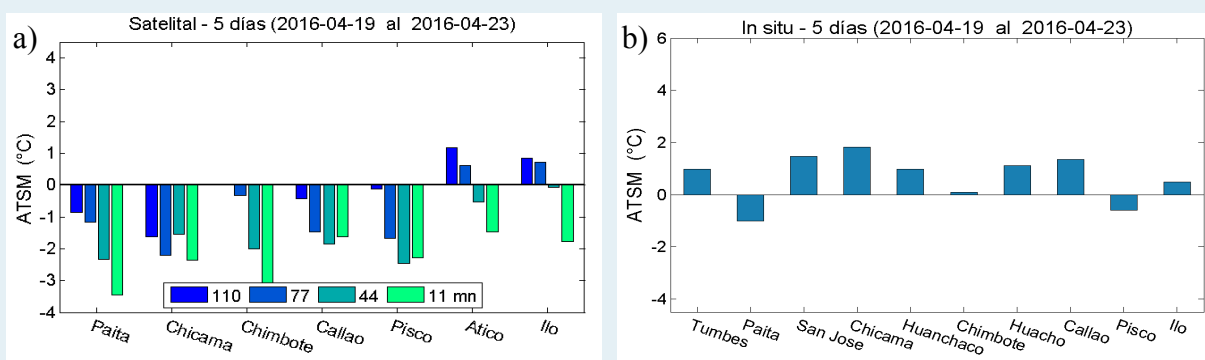 a)
Satelital - 5 días (2016-04-19 al 2016-04-23)
ATSM (°C)
4
3
2
1
0
-1
-2
-3
-4
110 77 44 11 mn
Paita Chicama Chimbote Callao Pisco Atico Ilo
b)
In situ - 5 días (2016-04-19 al 2016-04-23)
ATSM (°C)
6
4
2
0
-2
-4
Tumbes Paita San Jose Chicama Huanchaco Chimbote Huacho Callao Pisco Ilo